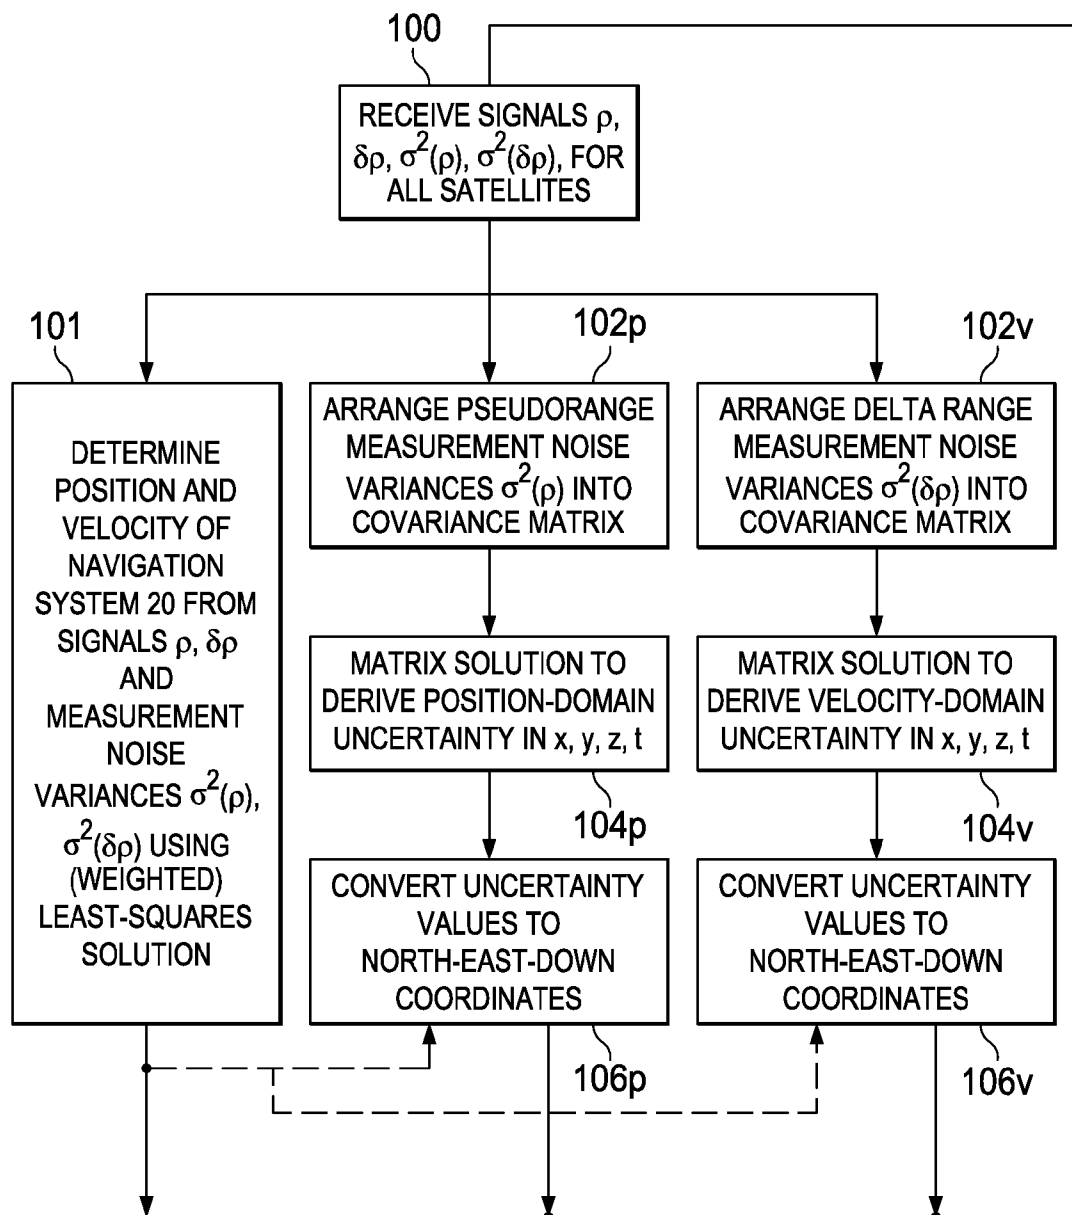 100
RECEIVE SIGNALS ρ,
δρ, σ²(ρ), σ²(δρ), FOR
ALL SATELLITES
101
DETERMINE
POSITION AND
VELOCITY OF
NAVIGATION
SYSTEM 20 FROM
SIGNALS ρ, δρ
AND
MEASUREMENT
NOISE
VARIANCES σ²(ρ),
σ²(δρ) USING
(WEIGHTED)
LEAST-SQUARES
SOLUTION
102p
ARRANGE PSEUDORANGE
MEASUREMENT NOISE
VARIANCES σ²(ρ) INTO
COVARIANCE MATRIX
102v
ARRANGE DELTA RANGE
MEASUREMENT NOISE
VARIANCES σ²(δρ) INTO
COVARIANCE MATRIX
MATRIX SOLUTION TO
DERIVE POSITION-DOMAIN
UNCERTAINTY IN x, y, z, t
104p
MATRIX SOLUTION TO
DERIVE VELOCITY-DOMAIN
UNCERTAINTY IN x, y, z, t
104v
CONVERT UNCERTAINTY
VALUES TO
NORTH-EAST-DOWN
COORDINATES
106p
CONVERT UNCERTAINTY
VALUES TO
NORTH-EAST-DOWN
COORDINATES
106v